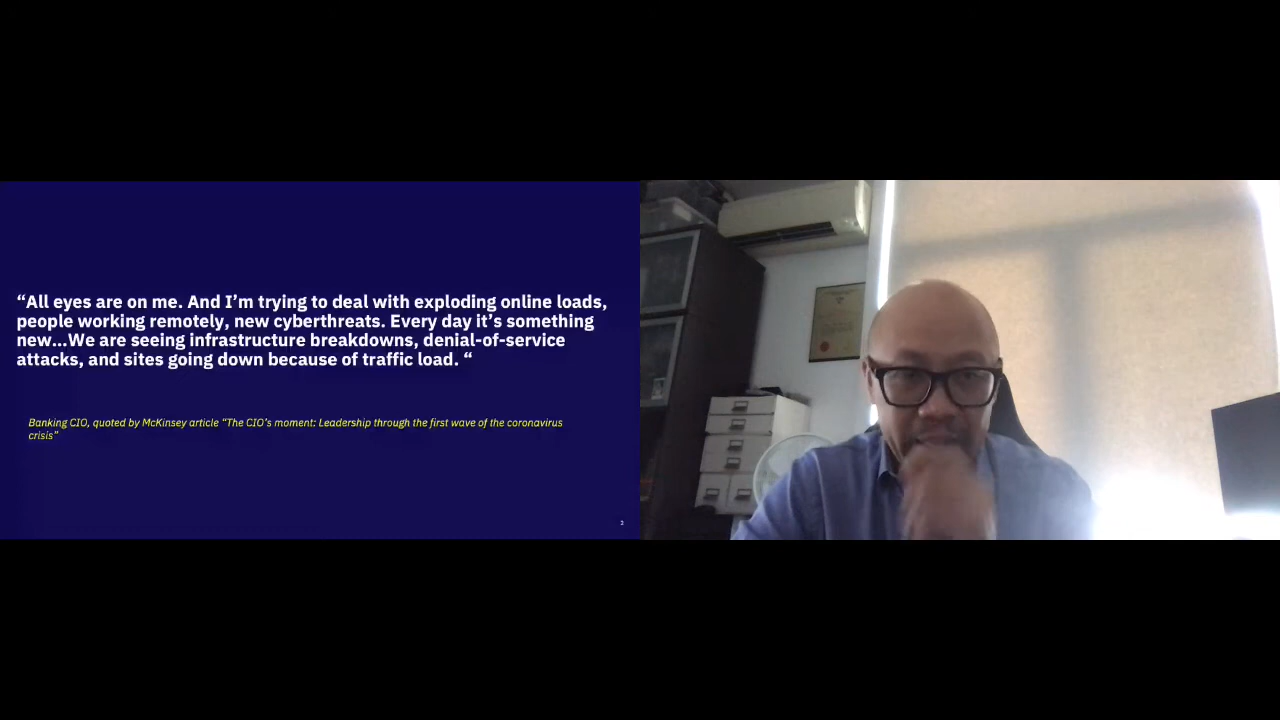 “All eyes are on me. And I’m trying to deal with exploding online loads,
people working remotely, new cyberthreats. Every day it’s something
new...We are seeing infrastructure breakdowns, denial-of-service
attacks, and sites going down because of traffic load. “
Banking CIO, quoted by McKinsey article “The CIO’s moment: Leadership through the first wave of the coronavirus
crisis”
2